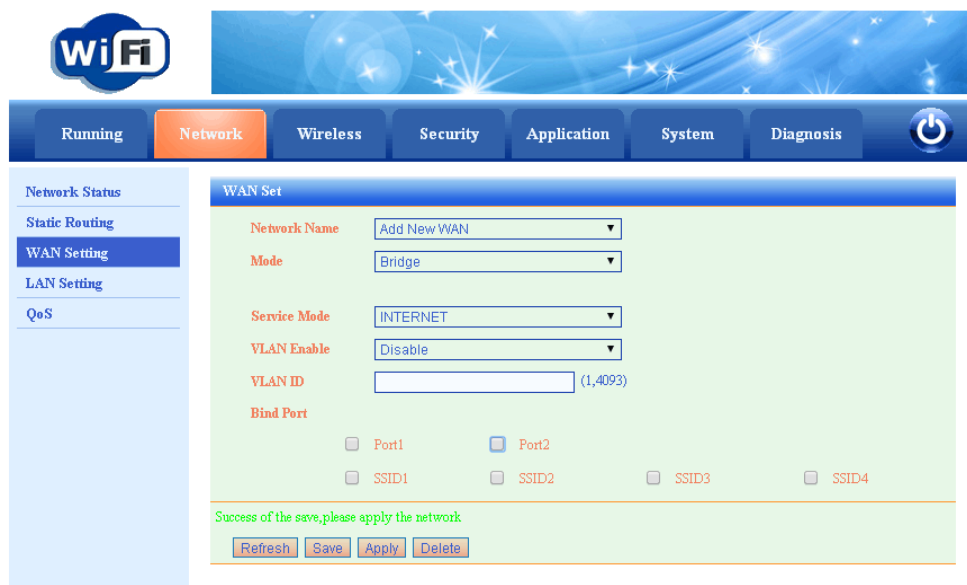 Wi Fi
Running Network Wireless Security Application System Diagnosis
Network Status
Static Routing
WAN Setting
LAN Setting
QoS
WAN Set
Network Name Add New WAN
Mode Bridge
Service Mode INTERNET
VLAN Enable Disable
VLAN ID (1,4093)
Bind Port
Port1 Port2
SSID1 SSID2 SSID3 SSID4
Success of the save,please apply the network
Refresh Save Apply Delete